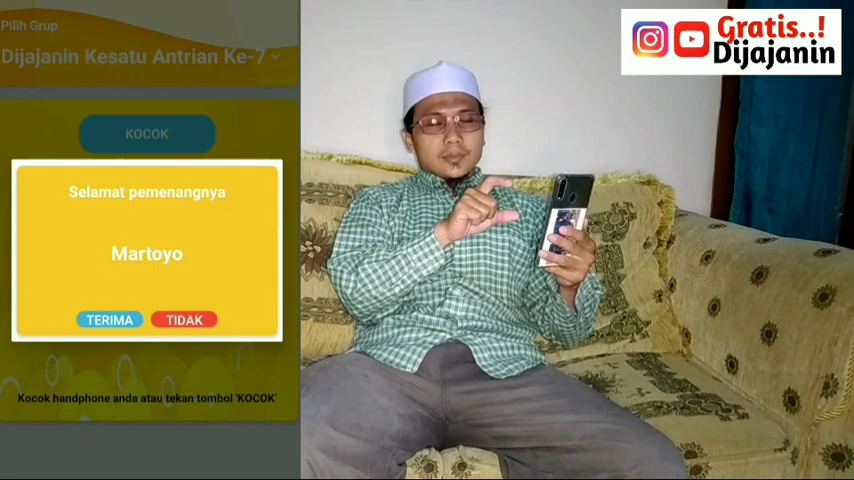 Pilih Grup
Dijajanin Kesatu Antrian Ke-7
KOCOK
Selamat pemenangnya
Martoyo
TERIMA TIDAK
Kocok handphone anda atau tekan tombol 'KOCOK'
Gratis..!
Dijajanin